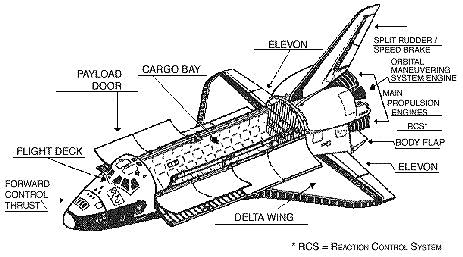 SPLIT RUDDER /
SPEED BRAKE
ELEVON
ORBITAL
MANEUVERING
SYSTEM ENGINE
CARGO BAY
PAYLOAD
DOOR
MAIN
PROPULSION
ENGINES
RCS*
BODY FLAP
FLIGHT DECK
ELEVON
FORWARD
CONTROL
THRUST
DELTA WING
* RCS = REACTION CONTROL SYSTEM